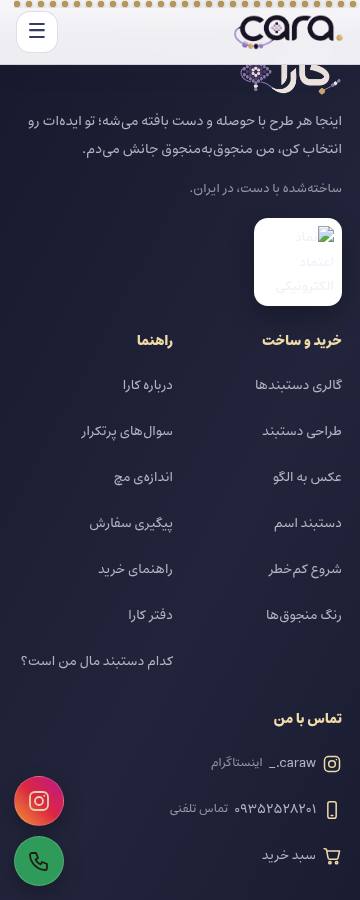 cara.
کارا
اینجا هر طرح با حوصله و دست بافته می‌شه؛ تو ایده‌ات رو
انتخاب کن، من منجوق‌به‌منجوق جانش می‌دم.
ساخته‌شده با دست، در ایران.
نماد
اعتماد
الکترونیکی
خرید و ساخت
گالری دستبندها
طراحی دستبند
عکس به الگو
دستبند اسم
شروع کم‌خطر
رنگ منجوق‌ها
راهنما
درباره کارا
سوال‌های پرتکرار
اندازه‌ی مچ
پیگیری سفارش
راهنمای خرید
دفتر کارا
کدام دستبند مال من است؟
تماس با من
caraw._ اینستاگرام
۰۹۳۵۲۵۲۸۲۰۱ تماس تلفنی
سبد خرید